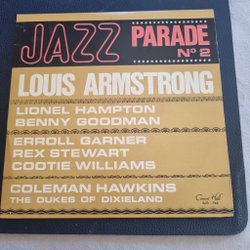 JAZZ
PARADE
Nº2
LOUIS ARMSTRONG
LIONEL HAMPTON
BENNY GOODMAN
ERROLL GARNER
REX STEWART
COOTIE WILLIAMS
COLEMAN HAWKINS
THE DUKES OF DIXIELAND
Concert Hall